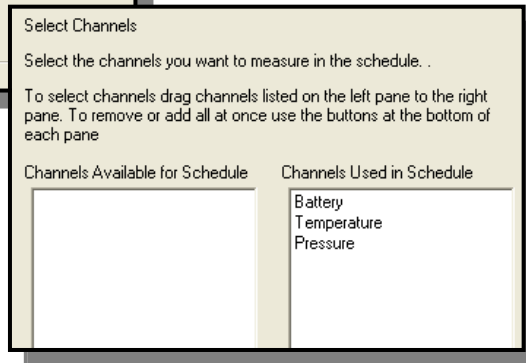 Select Channels
Select the channels you want to measure in the schedule. .
To select channels drag channels listed on the left pane to the right
pane. To remove or add all at once use the buttons at the bottom of
each pane
Channels Available for Schedule
Channels Used in Schedule
Battery
Temperature
Pressure